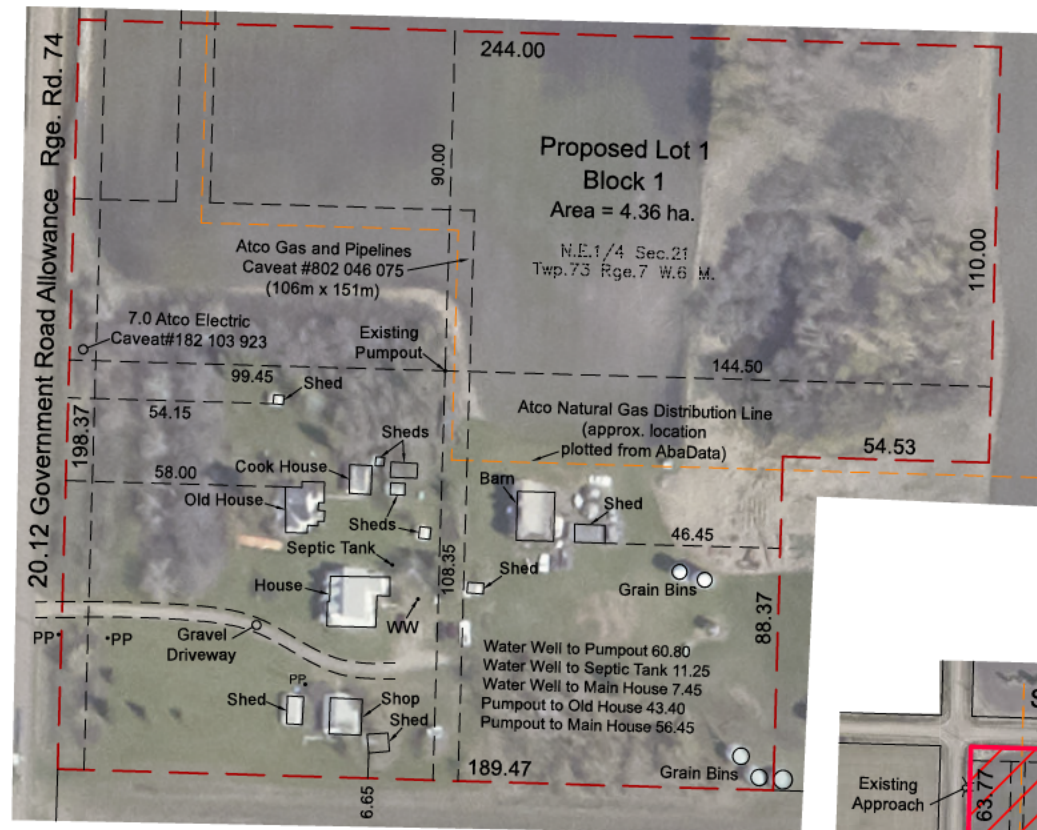 244.00
20.12 Government Road Allowance Rge. Rd. 74
90.00
Proposed Lot 1
Block 1
Area = 4.36 ha.
N.E.1/4 Sec.21
Twp.73 Rge.7 W.6 M.
110.00
Atco Gas and Pipelines
Caveat #802 046 075
(106m x 151m)
7.0 Atco Electric
Caveat#182 103 923
Existing
Pumpout
99.45
144.50
Shed
54.15
198.37
Atco Natural Gas Distribution Line
(approx. location
plotted from AbaData)
54.53
Sheds
Cook House
58.00
Old House
Barn
Shed
Sheds
46.45
Septic Tank
108.35
House
Shed
Grain Bins
88.37
WW
PP
PP
Gravel
Driveway
Water Well to Pumpout 60.80
Water Well to Septic Tank 11.25
Water Well to Main House 7.45
Pumpout to Old House 43.40
Pumpout to Main House 56.45
PP
Shed
Shop
Shed
189.47
Grain Bins
6.65
Existing
Approach
63.77